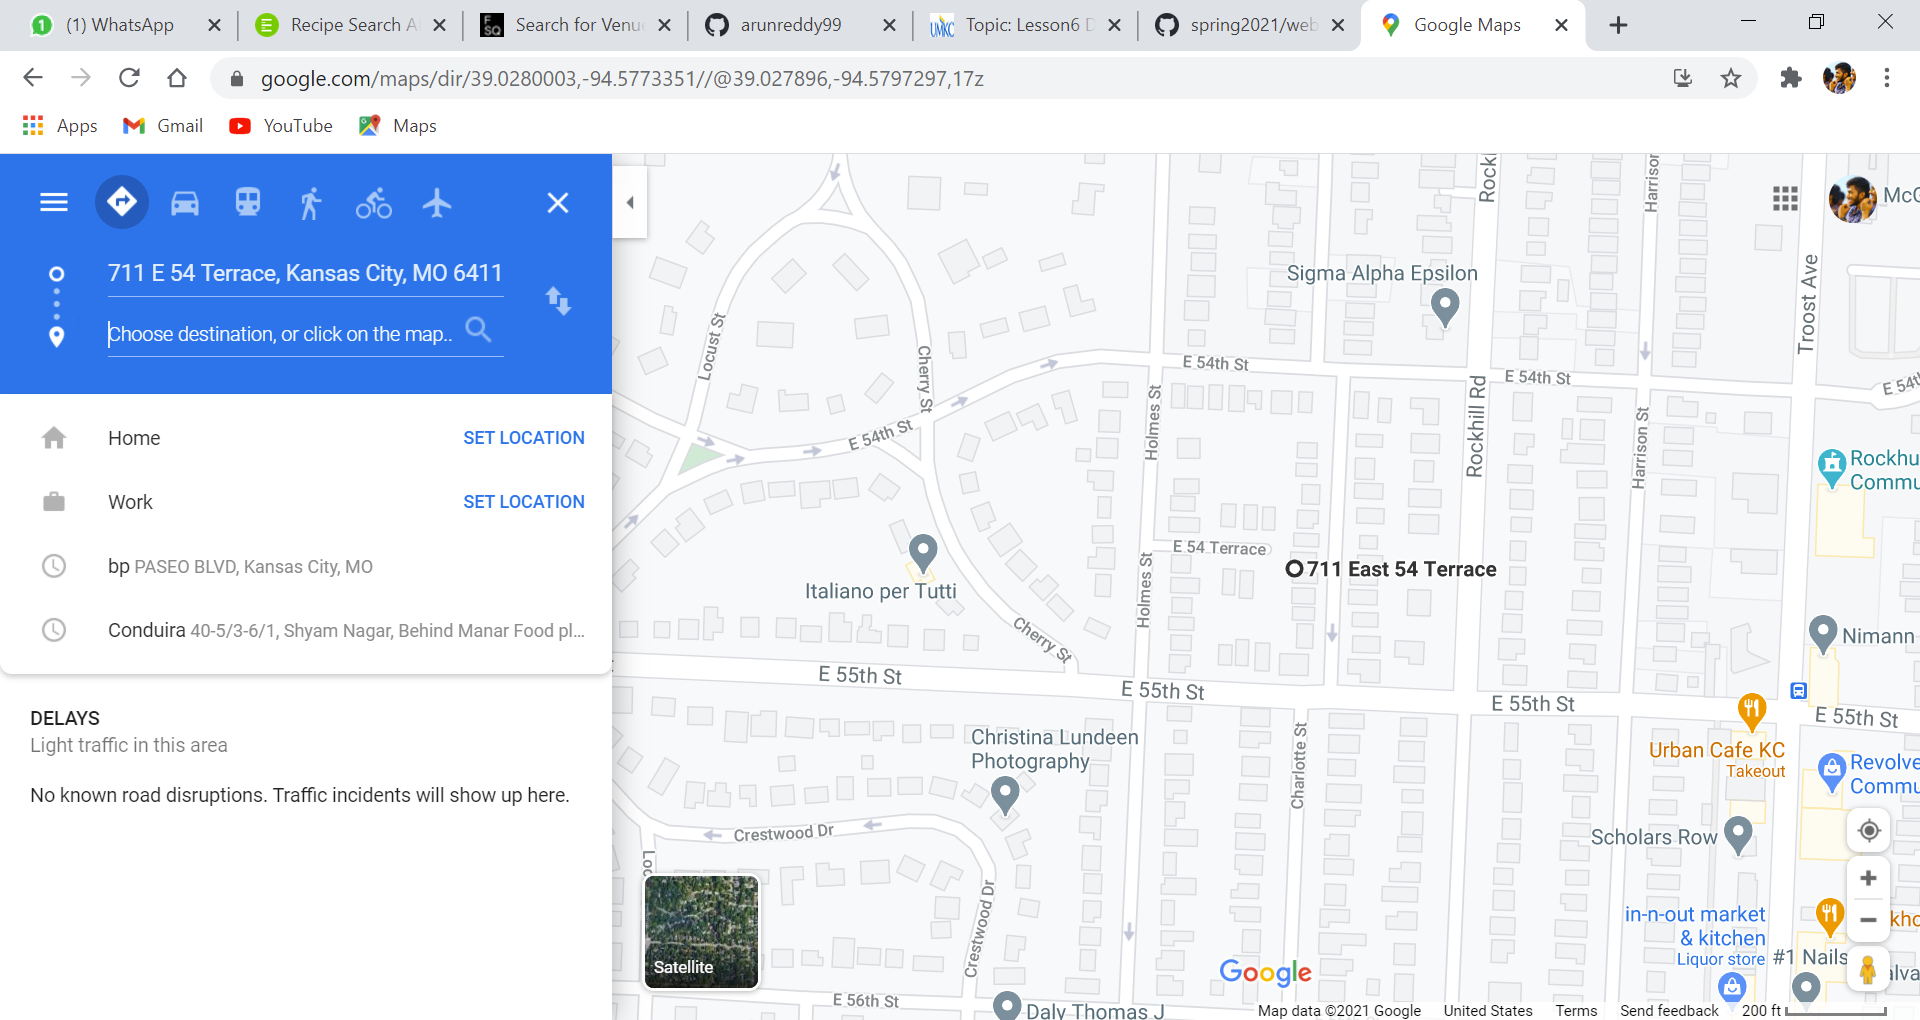 (1) WhatsApp
Recipe Search A
Search for Venu
arunreddy99
Topic: Lesson6 D
spring2021/web
Google Maps
google.com/maps/dir/39.0280003,-94.5773351//@39.027896,-94.5797297,17z
Apps
Gmail
YouTube
Maps
711 E 54 Terrace, Kansas City, MO 6411
Choose destination, or click on the map..
Home
SET LOCATION
Work
SET LOCATION
bp PASEO BLVD, Kansas City, MO
Conduira 40-5/3-6/1, Shyam Nagar, Behind Manar Food pl...
DELAYS
Light traffic in this area
No known road disruptions. Traffic incidents will show up here.
Rocki
Harrison
McG
Sigma Alpha Epsilon
Troost Ave
Locust St
Cherry St
E 54th St
E 54th St
E 54th
Holmes St
Rockhill Rd
Harrison St
E 54th St
Rockhu
Commu
E 54 Terrace
711 East 54 Terrace
Holmes St
Italiano per Tutti
Cherry St
Nimann
E 55th St
E 55th St
E 55th St
E 55th St
Urban Cafe KC
Takeout
Christina Lundeen
Photography
Charlotte St
Revolve
Commu
Crestwood Dr
Scholars Row
Loc
Crestwood Dr
in-n-out market
& kitchen
Liquor store
#1 Nails
kho
alva
Satellite
Google
E 56th St
Daly Thomas J
Map data ©2021 Google
United States
Terms
Send feedback
200 ft
FSQ
UMKC
1